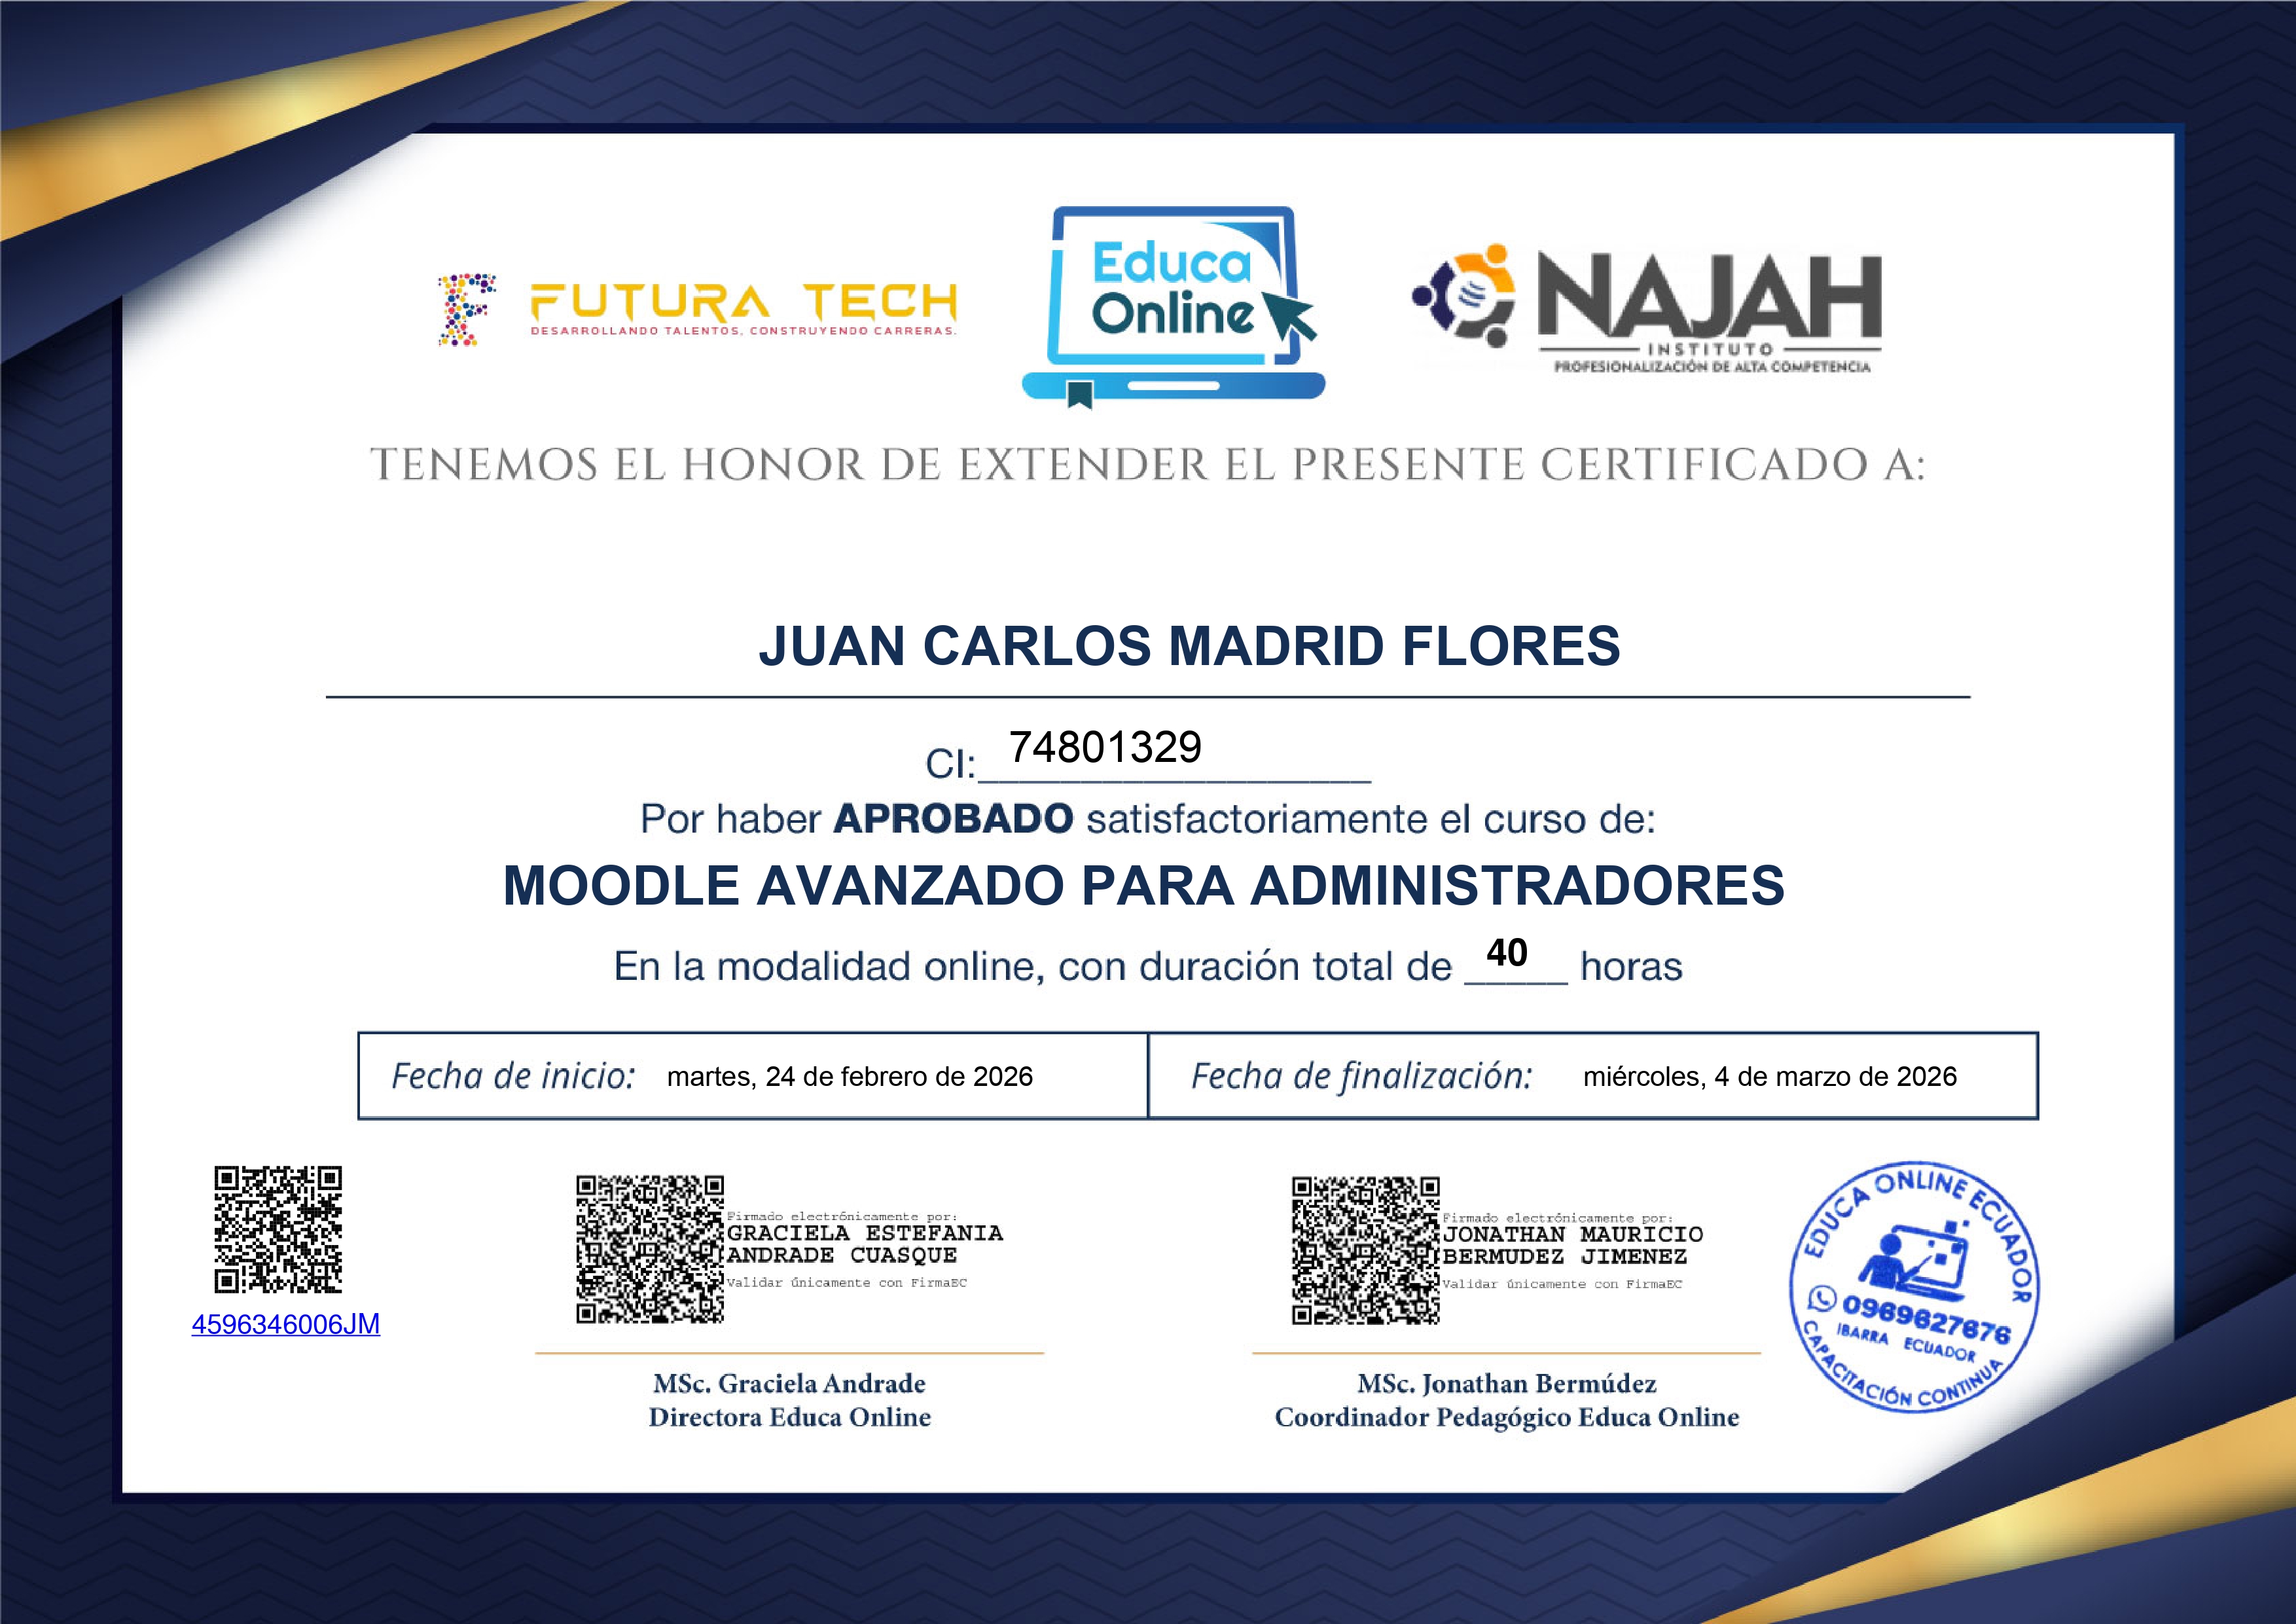 FUTURA TECH
DESARROLLANDO TALENTOS, CONSTRUYENDO CARRERAS.
Educa
Online
NAJAH
INSTITUTO
PROFESIONALIZACIÓN DE ALTA COMPETENCIA
TENEMOS EL HONOR DE EXTENDER EL PRESENTE CERTIFICADO A:
JUAN CARLOS MADRID FLORES
CI: 74801329
Por haber APROBADO satisfactoriamente el curso de:
MOODLE AVANZADO PARA ADMINISTRADORES
En la modalidad online, con duración total de 40 horas
Fecha de inicio: martes, 24 de febrero de 2026
Fecha de finalización: miércoles, 4 de marzo de 2026
4596346006JM
Firmado electrónicamente por:
GRACIELA ESTEFANIA
ANDRADE CUASQUE
Validar únicamente con FirmaEC
MSc. Graciela Andrade
Directora Educa Online
Firmado electrónicamente por:
JONATHAN MAURICIO
BERMUDEZ JIMENEZ
Validar únicamente con FirmaEC
MSc. Jonathan Bermúdez
Coordinador Pedagógico Educa Online
EDUCA ONLINE ECUADOR
0969627676
IBARRA ECUADOR
CAPACITACIÓN CONTINUA